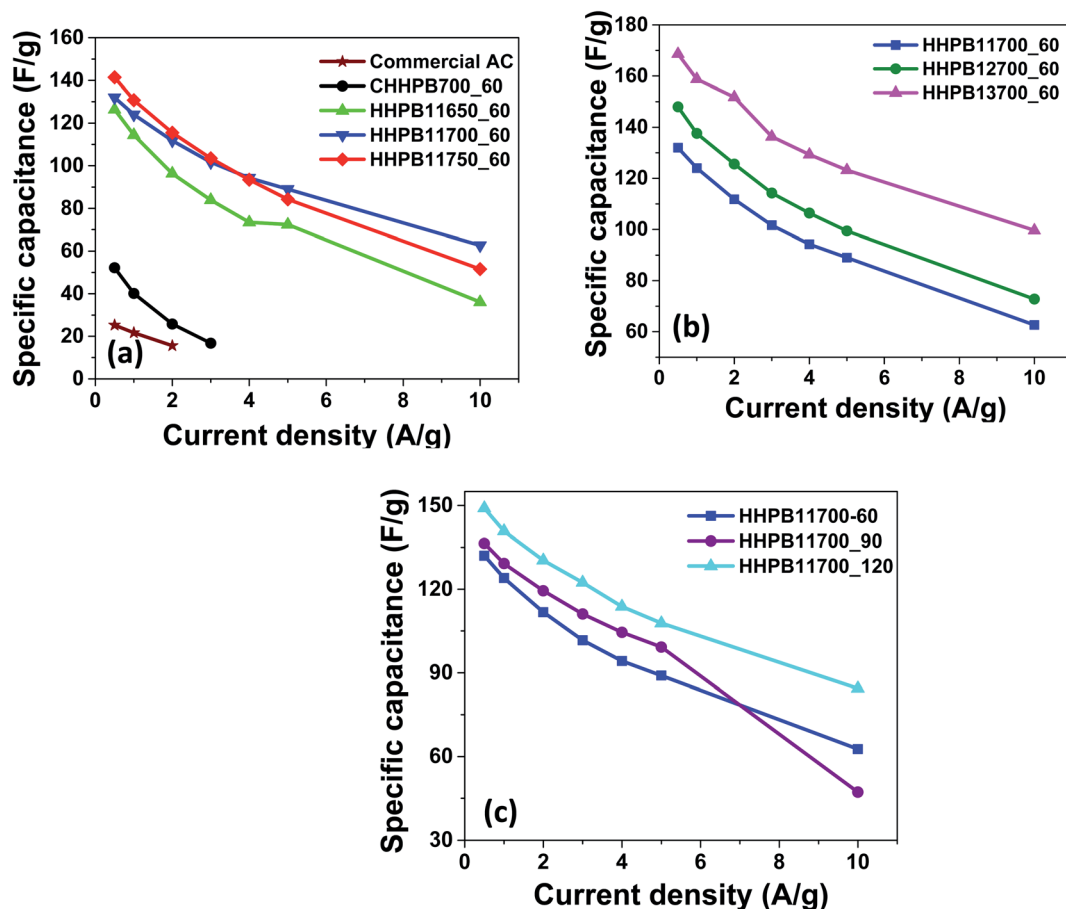 Specific capacitance (F/g)
160
140
120
100
80
60
40
20
0
Commercial AC
CHHPB700_60
HHPB11650_60
HHPB11700_60
HHPB11750_60
(a)
0 2 4 6 8 10
Current density (A/g)
Specific capacitance (F/g)
180
160
140
120
100
80
60
HHPB11700_60
HHPB12700_60
HHPB13700_60
(b)
0 2 4 6 8 10
Current density (A/g)
Specific capacitance (F/g)
150
120
90
60
30
HHPB11700-60
HHPB11700_90
HHPB11700_120
(c)
0 2 4 6 8 10
Current density (A/g)